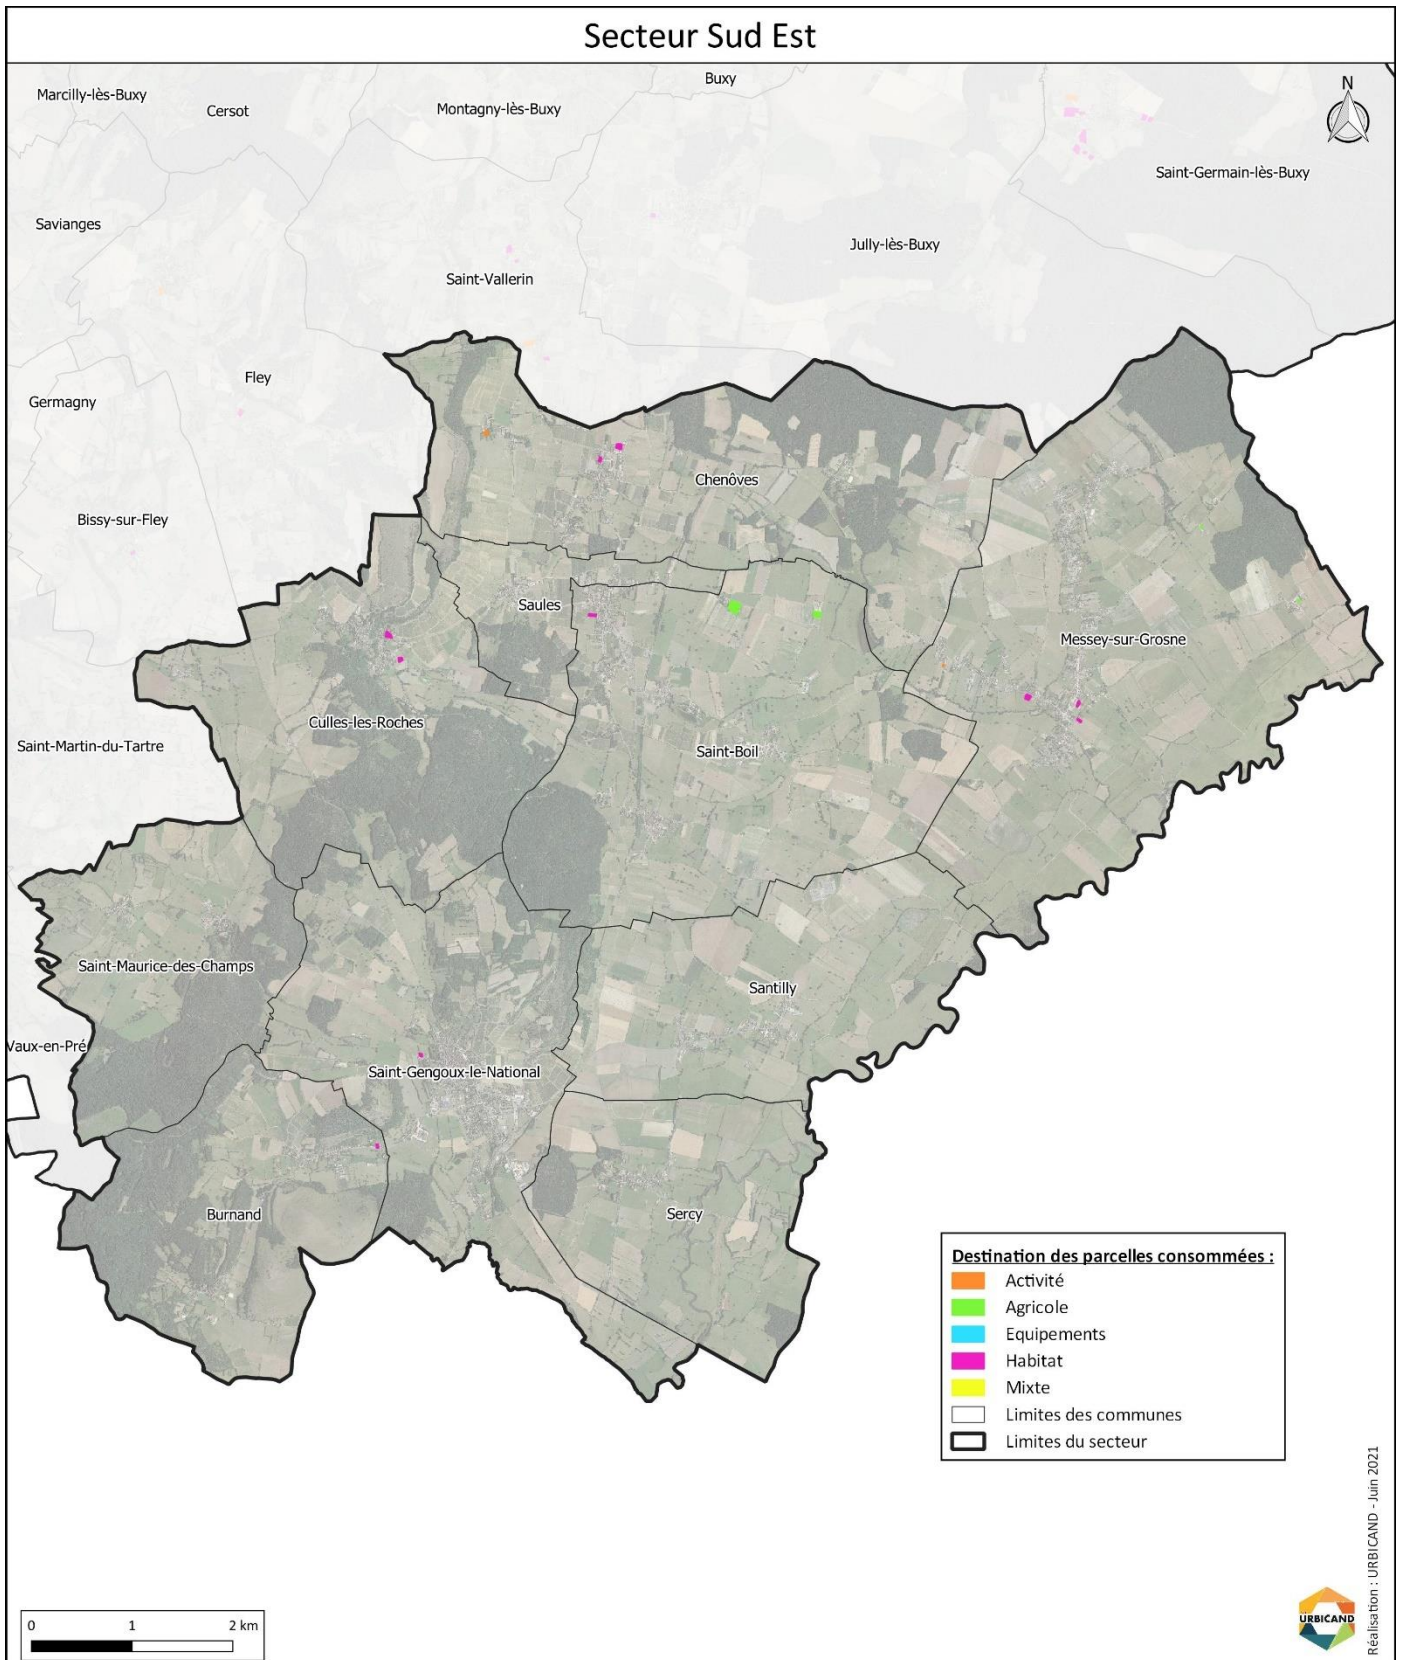 Secteur Sud Est
Buxy
Marcilly-lès-Buxy
Cersot
Montagny-lès-Buxy
N
Saint-Germain-lès-Buxy
Savianges
Jully-lès-Buxy
Saint-Vallerin
Fley
Germagny
Chenôves
Bissy-sur-Fley
Saules
Messey-sur-Grosne
Culles-les-Roches
Saint-Martin-du-Tartre
Saint-Boil
Saint-Maurice-des-Champs
Santilly
Vaux-en-Pré
Saint-Gengoux-le-National
Burnand
Sercy
Destination des parcelles consommées :
Activité
Agricole
Equipements
Habitat
Mixte
Limites des communes
Limites du secteur
Réalisation : URBICAND - Juin 2021
URBICAND
0 1 2 km